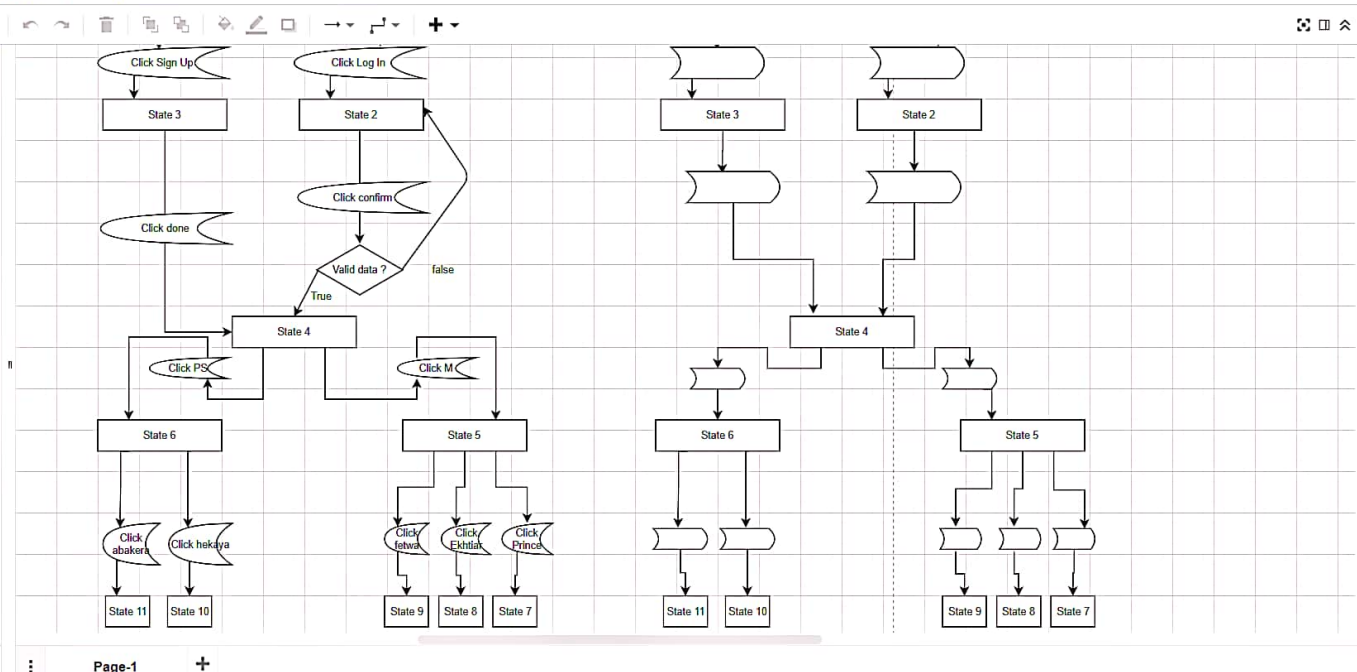 Click Sign Up
Click Log In
State 3
State 2
State 3
State 2
Click confirm
Click done
Valid data ?
false
True
State 4
State 4
Click PS
Click M
State 6
State 5
State 6
State 5
Click
abakera
Click hekaya
Click
fetwa
Click
Ekhtiar
Click
Prince
State 11
State 10
State 9
State 8
State 7
State 11
State 10
State 9
State 8
State 7
Page-1